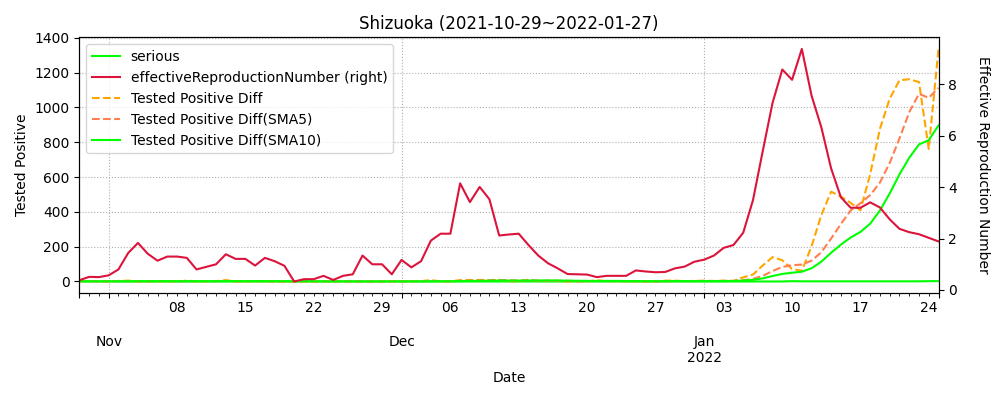 Shizuoka (2021-10-29~2022-01-27)
serious
effectiveReproductionNumber (right)
Tested Positive Diff
Tested Positive Diff(SMA5)
Tested Positive Diff(SMA10)
Tested Positive
1400
1200
1000
800
600
400
200
0
Effective Reproduction Number
8
6
4
2
0
08 15 22 29 06 13 20 27 03 10 17 24
Nov Dec Jan
2022
Date